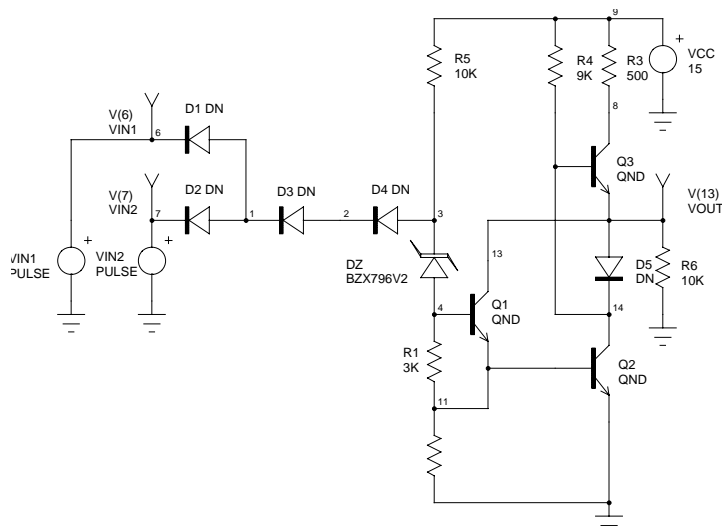 9
R5
10K
R4
9K
R3
500
+
VCC
15
V(6)
VIN1
D1 DN
6
8
Q3
QND
V(7)
VIN2
D2 DN
D3 DN
D4 DN
V(13)
VOUT
7
1
2
3
+
VIN1
PULSE
+
VIN2
PULSE
DZ
BZX796V2
13
D5
DN
R6
10K
4
Q1
QND
14
R1
3K
Q2
QND
11